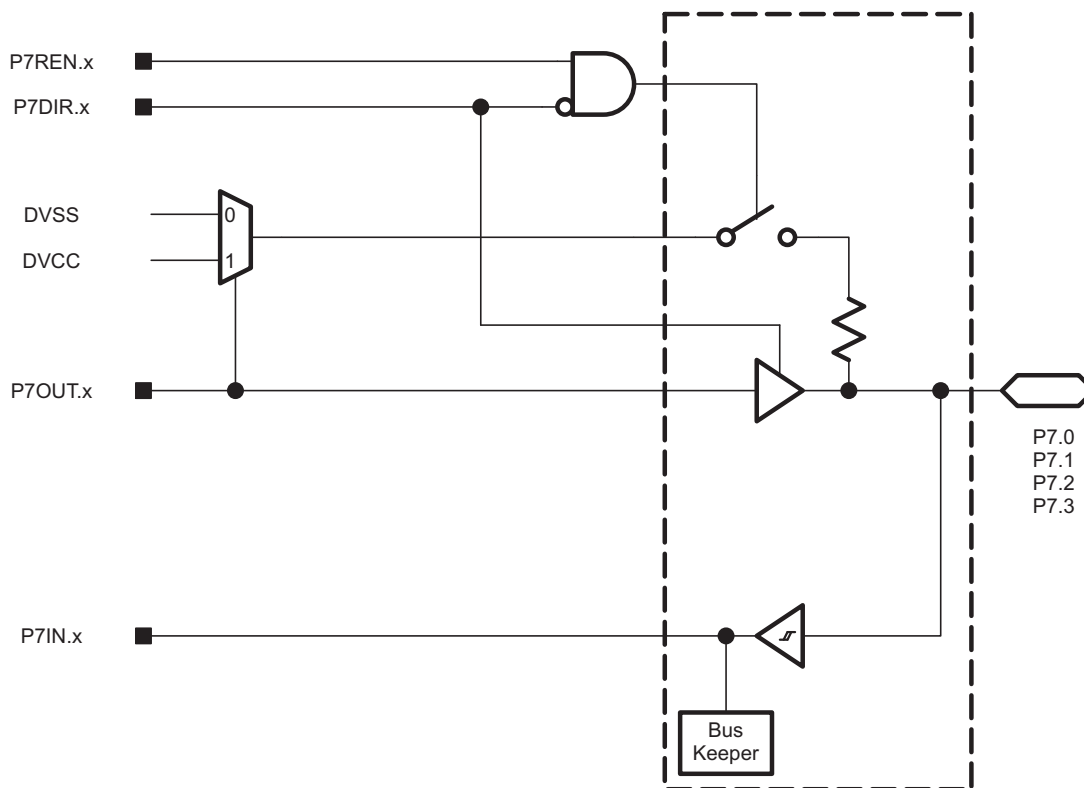 P7REN.x
P7DIR.x
DVSS
0
DVCC
1
P7OUT.x
P7.0
P7.1
P7.2
P7.3
P7IN.x
Bus
Keeper